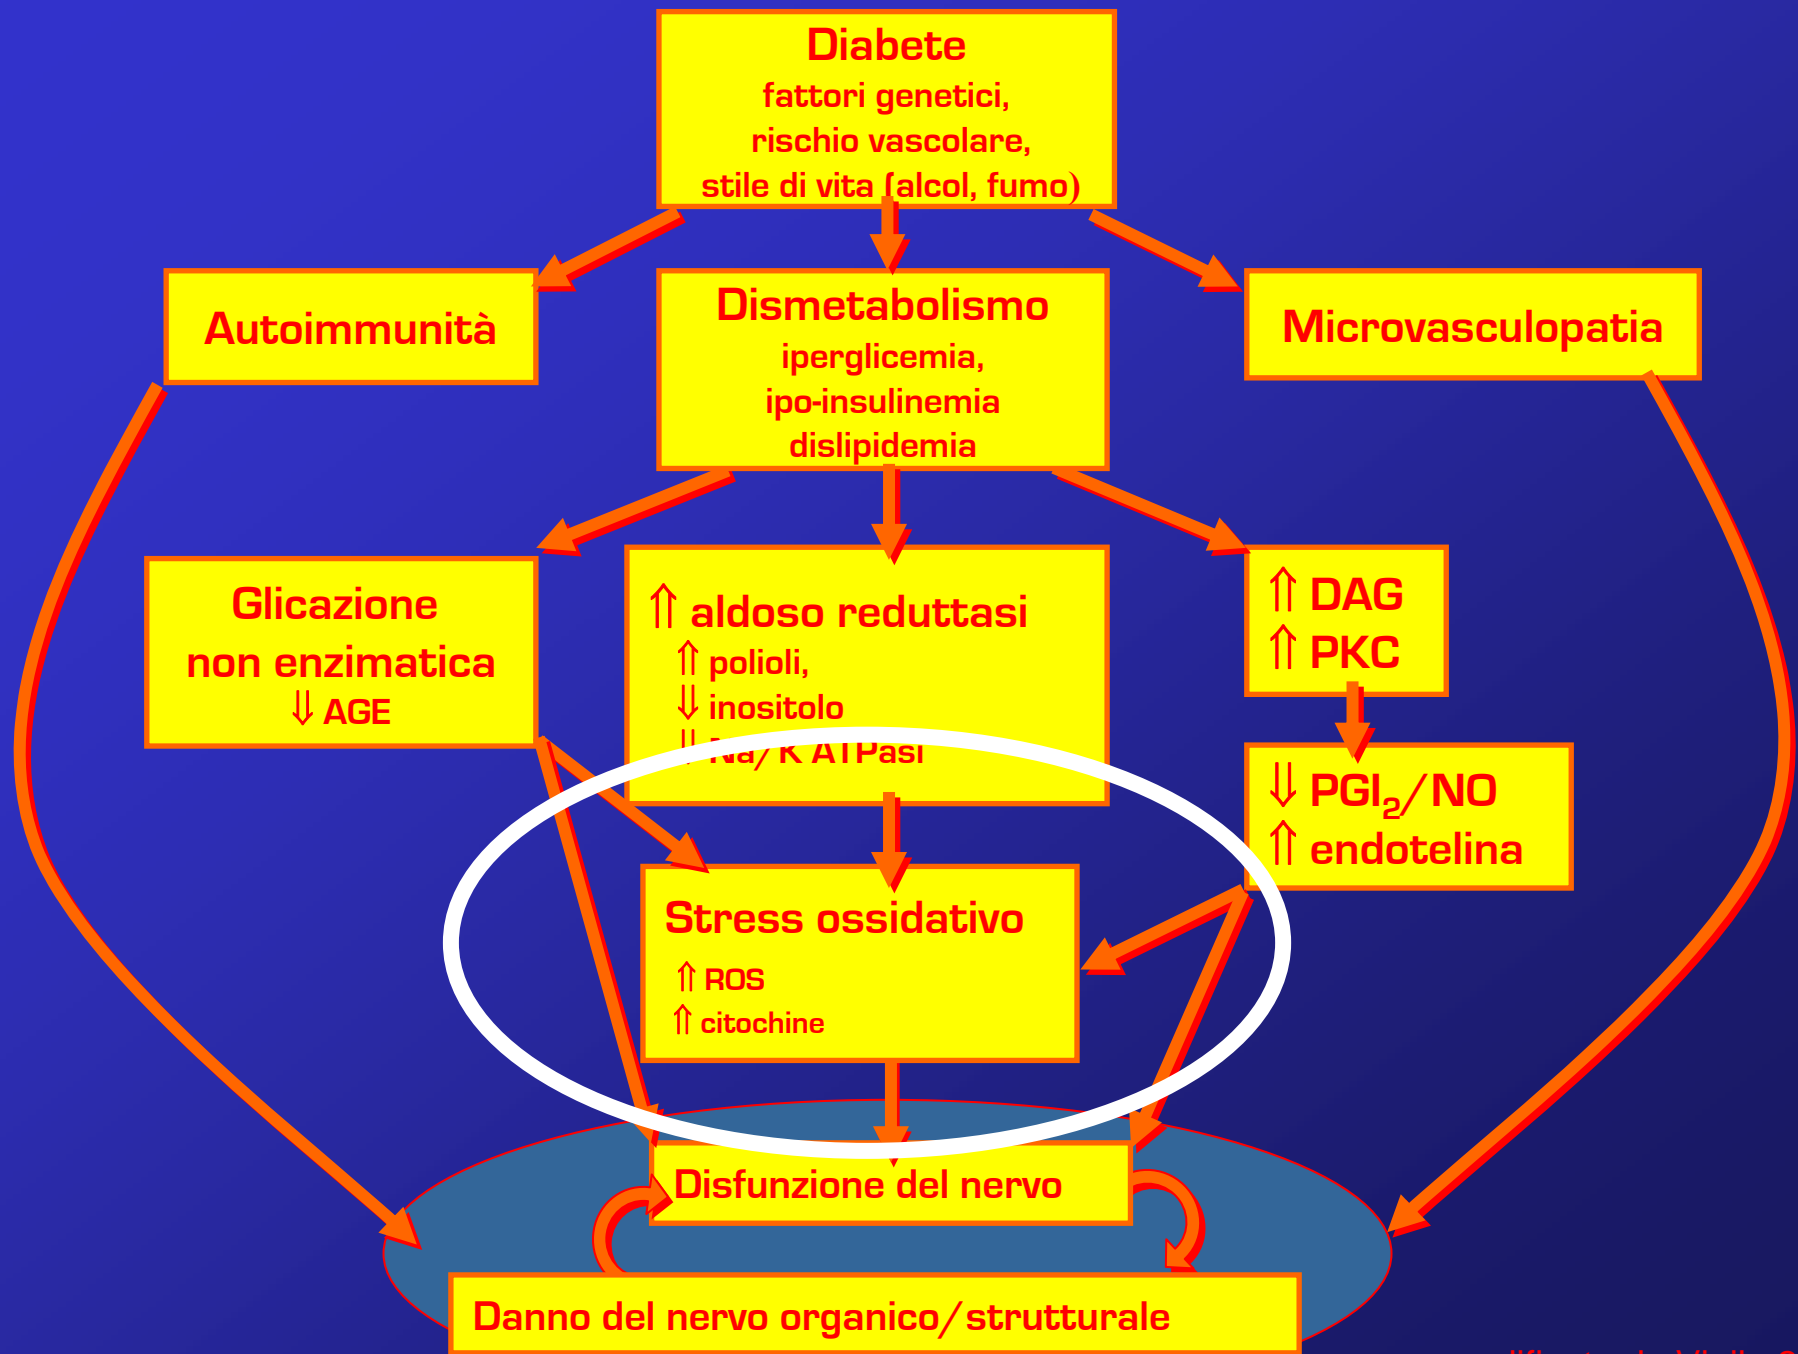 Diabete
fattori genetici,
rischio vascolare,
stile di vita (alcol, fumo)
Autoimmunità
Dismetabolismo
iperglicemia,
ipo-insulinemia
dislipidemia
Microvasculopatia
Glicazione
non enzimatica
⇓ AGE
⇑ aldoso reduttasi
⇑ polioli,
⇓ inositolo
⇓ Na/K ATPasi
⇑ DAG
⇑ PKC
⇓ PGI₂/NO
⇑ endotelina
Stress ossidativo
⇑ ROS
⇑ citochine
Disfunzione del nervo
Danno del nervo organico/strutturale